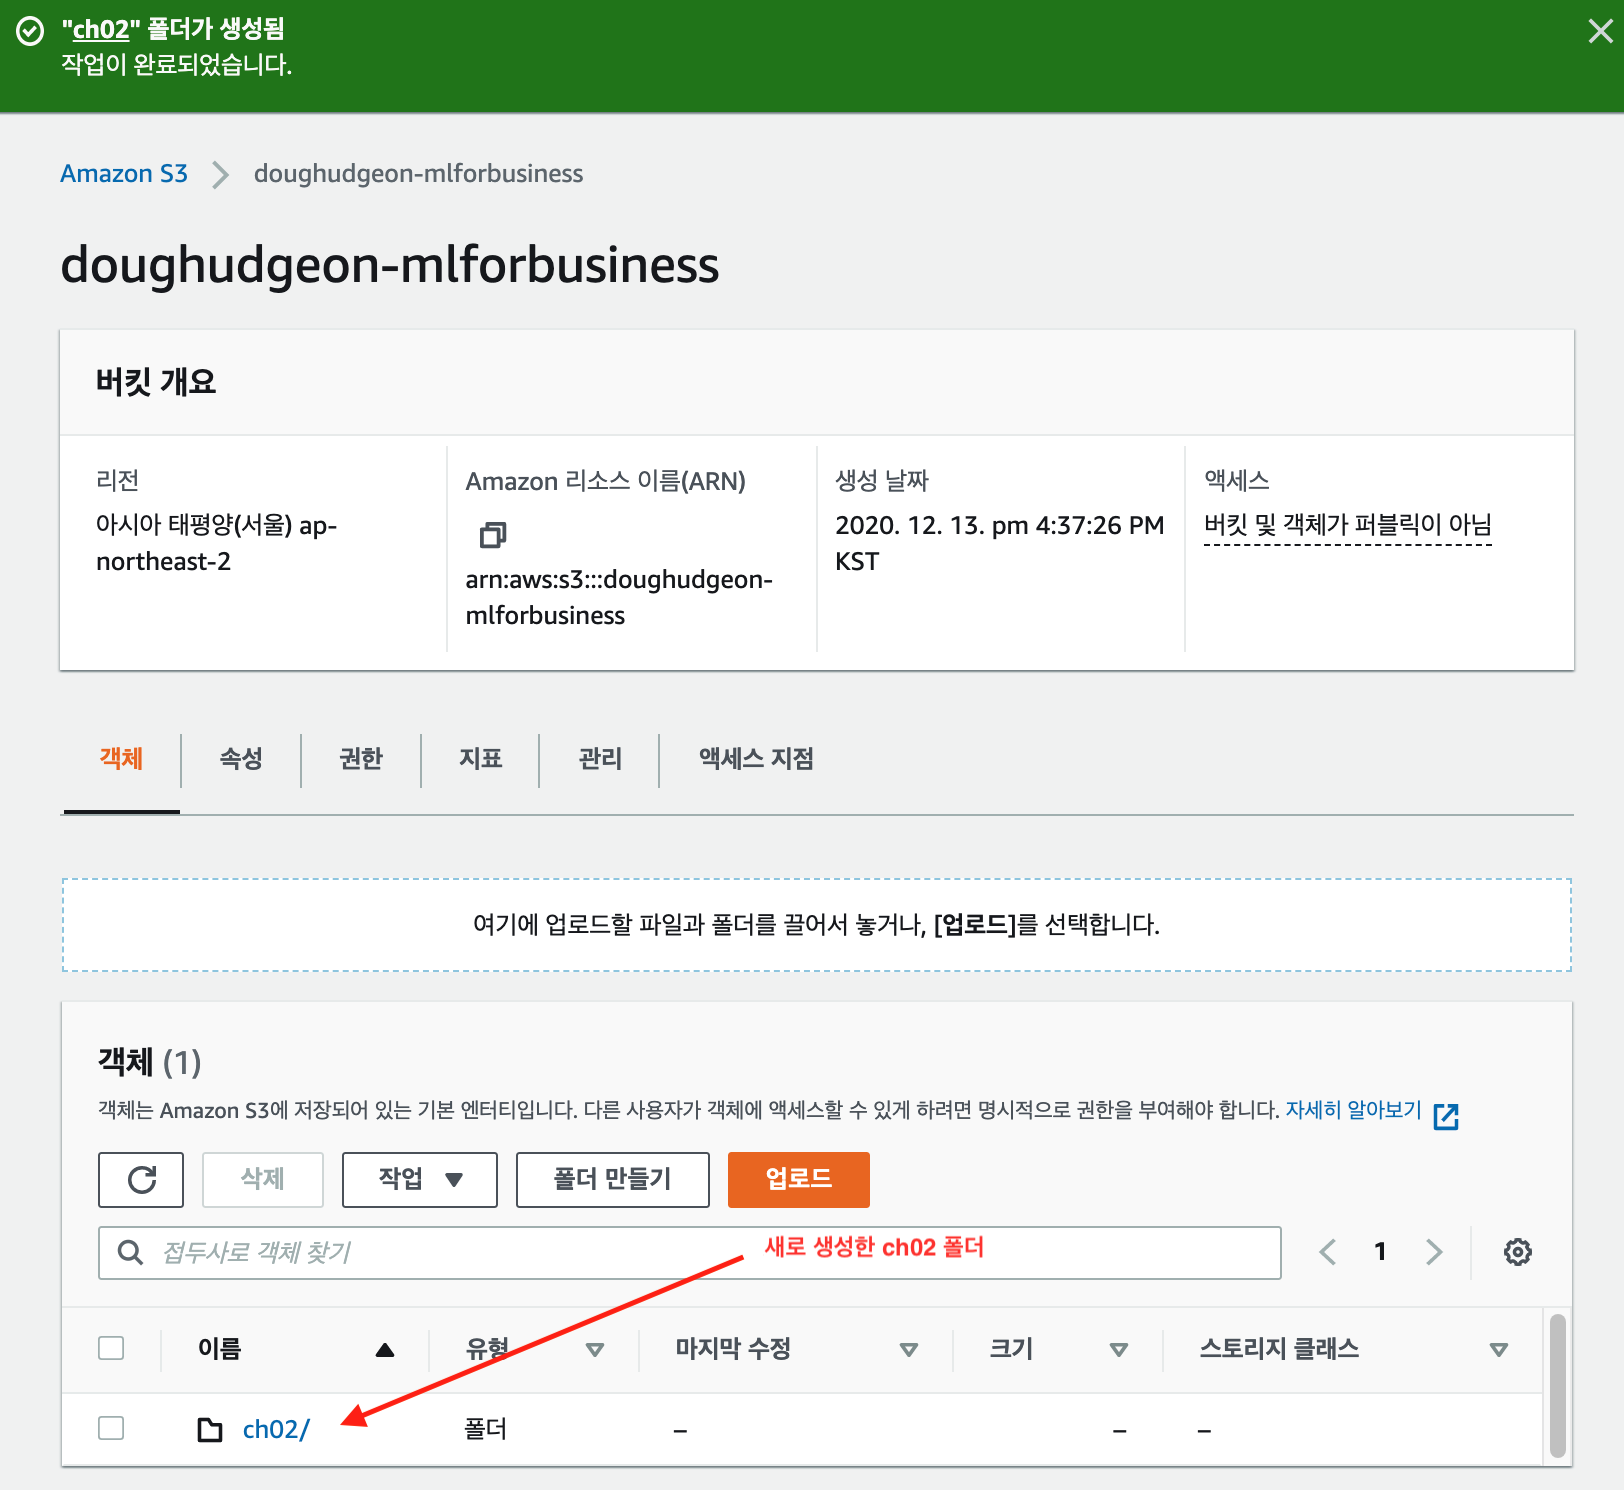 "ch02" 폴더가 생성됨
작업이 완료되었습니다.
Amazon S3 > doughudgeon-mlforbusiness
doughudgeon-mlforbusiness
버킷 개요
리전
아시아 태평양(서울) ap-
northeast-2
Amazon 리소스 이름(ARN)
arn:aws:s3:::doughudgeon-
mlforbusiness
생성 날짜
2020. 12. 13. pm 4:37:26 PM
KST
액세스
버킷 및 객체가 퍼블릭이 아님
객체 속성 권한 지표 관리 액세스 지점
여기에 업로드할 파일과 폴더를 끌어서 놓거나, [업로드]를 선택합니다.
객체 (1)
객체는 Amazon S3에 저장되어 있는 기본 엔터티입니다. 다른 사용자가 객체에 액세스할 수 있게 하려면 명시적으로 권한을 부여해야 합니다. 자세히 알아보기
삭제 작업 폴더 만들기 업로드
접두사로 객체 찾기
새로 생성한 ch02 폴더
1
이름 유형 마지막 수정 크기 스토리지 클래스
ch02/ 폴더 – – –